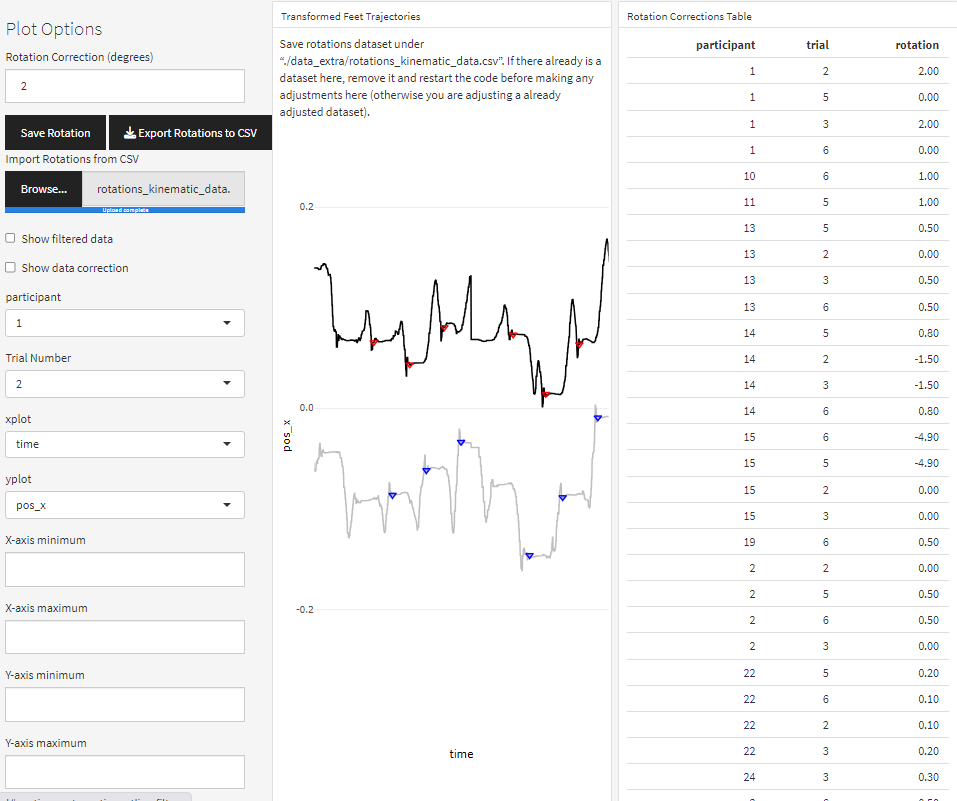 Plot Options
Rotation Correction (degrees)
2
Save Rotation
Export Rotations to CSV
Import Rotations from CSV
Browse...
rotations_kinematic_data.
Upload complete
Show filtered data
Show data correction
participant
1
Trial Number
2
xplot
time
yplot
pos_x
X-axis minimum
X-axis maximum
Y-axis minimum
Y-axis maximum
Transformed Feet Trajectories
Save rotations dataset under
“./data_extra/rotations_kinematic_data.csv”. If there already is a
dataset here, remove it and restart the code before making any
adjustments here (otherwise you are adjusting a already
adjusted dataset).
0.2
0.0
-0.2
pos_x
time
Rotation Corrections Table
participant trial rotation
1 2 2.00
1 5 0.00
1 3 2.00
1 6 0.00
10 6 1.00
11 5 1.00
13 5 0.50
13 2 0.00
13 3 0.50
13 6 0.50
14 5 0.80
14 2 -1.50
14 3 -1.50
14 6 0.80
15 6 -4.90
15 5 -4.90
15 2 0.00
15 3 0.00
19 6 0.50
2 2 0.00
2 5 0.50
2 6 0.50
2 3 0.00
22 5 0.20
22 6 0.10
22 2 0.10
22 3 0.20
24 3 0.30